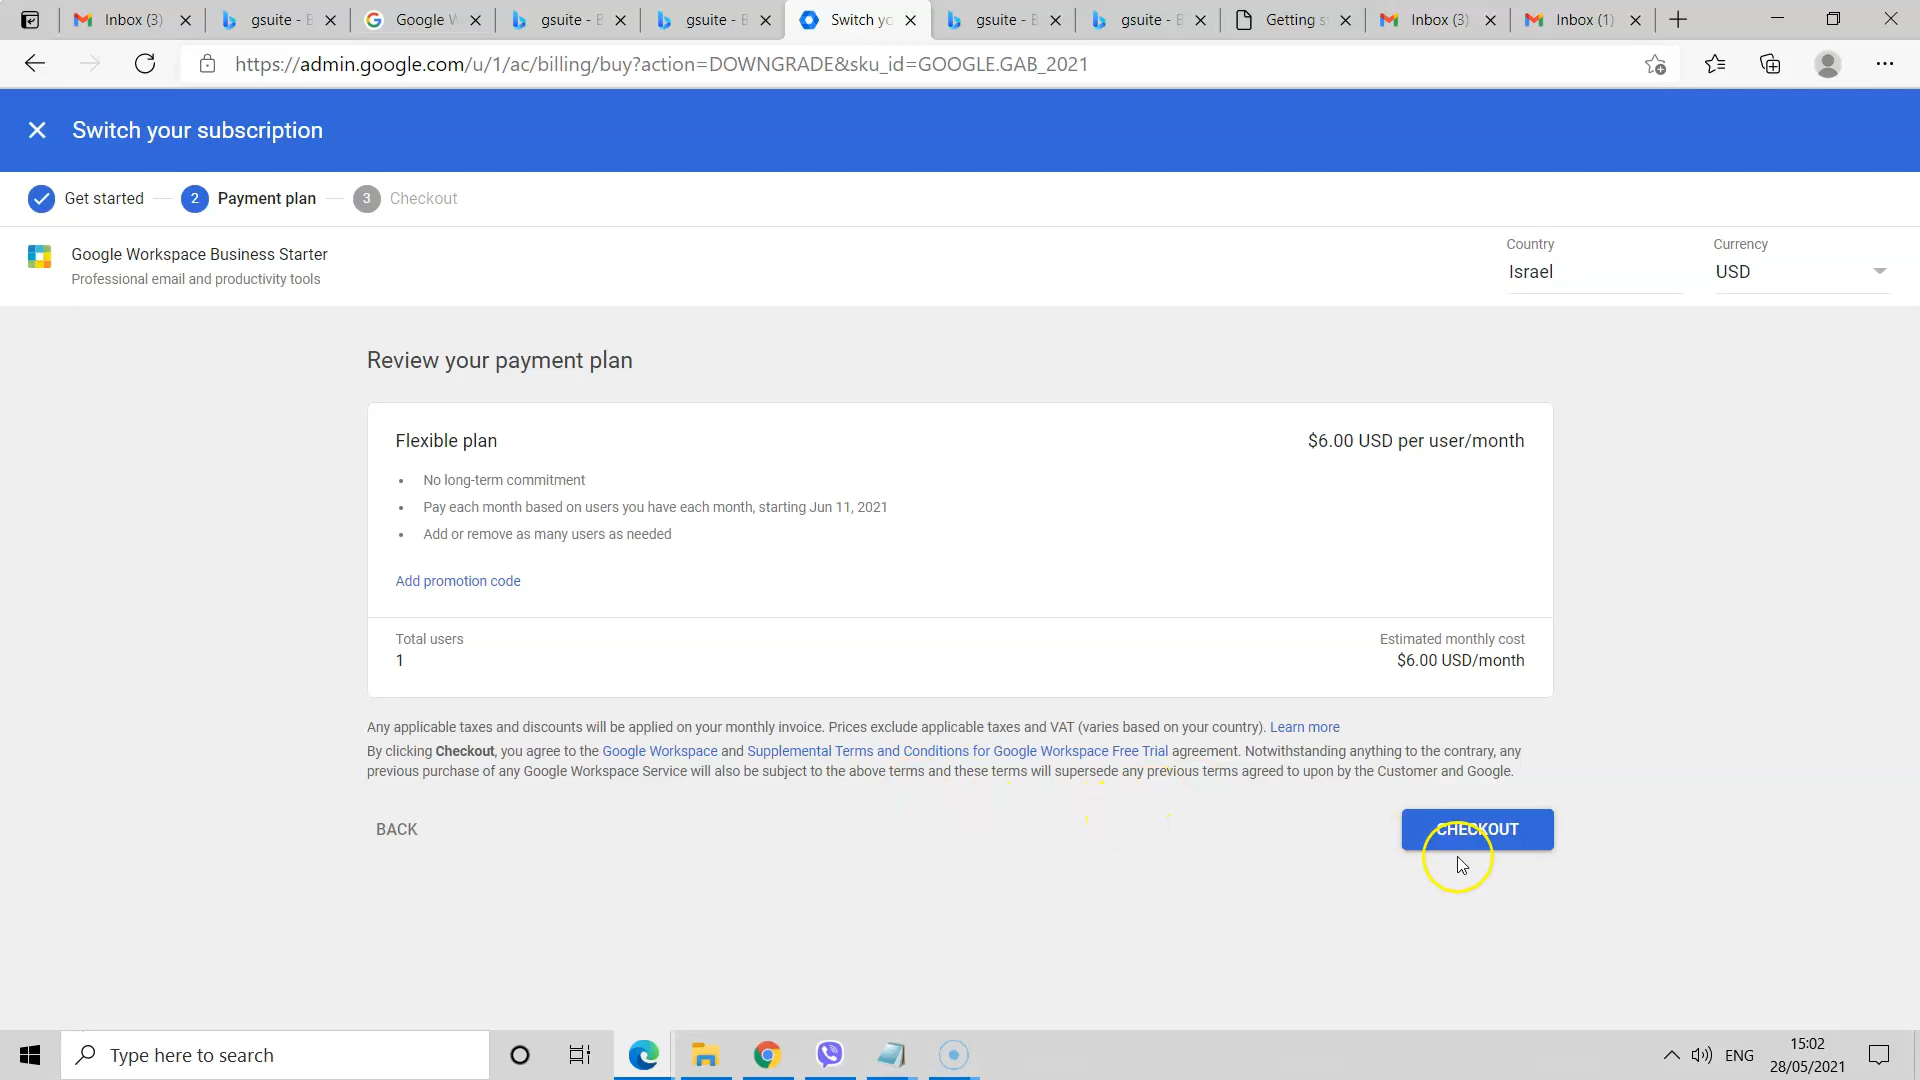 Inbox (3)
gsuite - B
Google W
gsuite - B
gsuite - B
Switch yo
gsuite - B
gsuite - B
Getting s
Inbox (3)
Inbox (1)
https://admin.google.com/u/1/ac/billing/buy?action=DOWNGRADE&sku_id=GOOGLE.GAB_2021
Switch your subscription
Get started
2 Payment plan
3 Checkout
Google Workspace Business Starter
Professional email and productivity tools
Country
Israel
Currency
USD
Review your payment plan
Flexible plan
$6.00 USD per user/month
• No long-term commitment
• Pay each month based on users you have each month, starting Jun 11, 2021
• Add or remove as many users as needed
Add promotion code
Total users
1
Estimated monthly cost
$6.00 USD/month
Any applicable taxes and discounts will be applied on your monthly invoice. Prices exclude applicable taxes and VAT (varies based on your country). Learn more
By clicking Checkout, you agree to the Google Workspace and Supplemental Terms and Conditions for Google Workspace Free Trial agreement. Notwithstanding anything to the contrary, any
previous purchase of any Google Workspace Service will also be subject to the above terms and these terms will supersede any previous terms agreed to upon by the Customer and Google.
BACK
CHECKOUT
Type here to search
ENG
15:02
28/05/2021